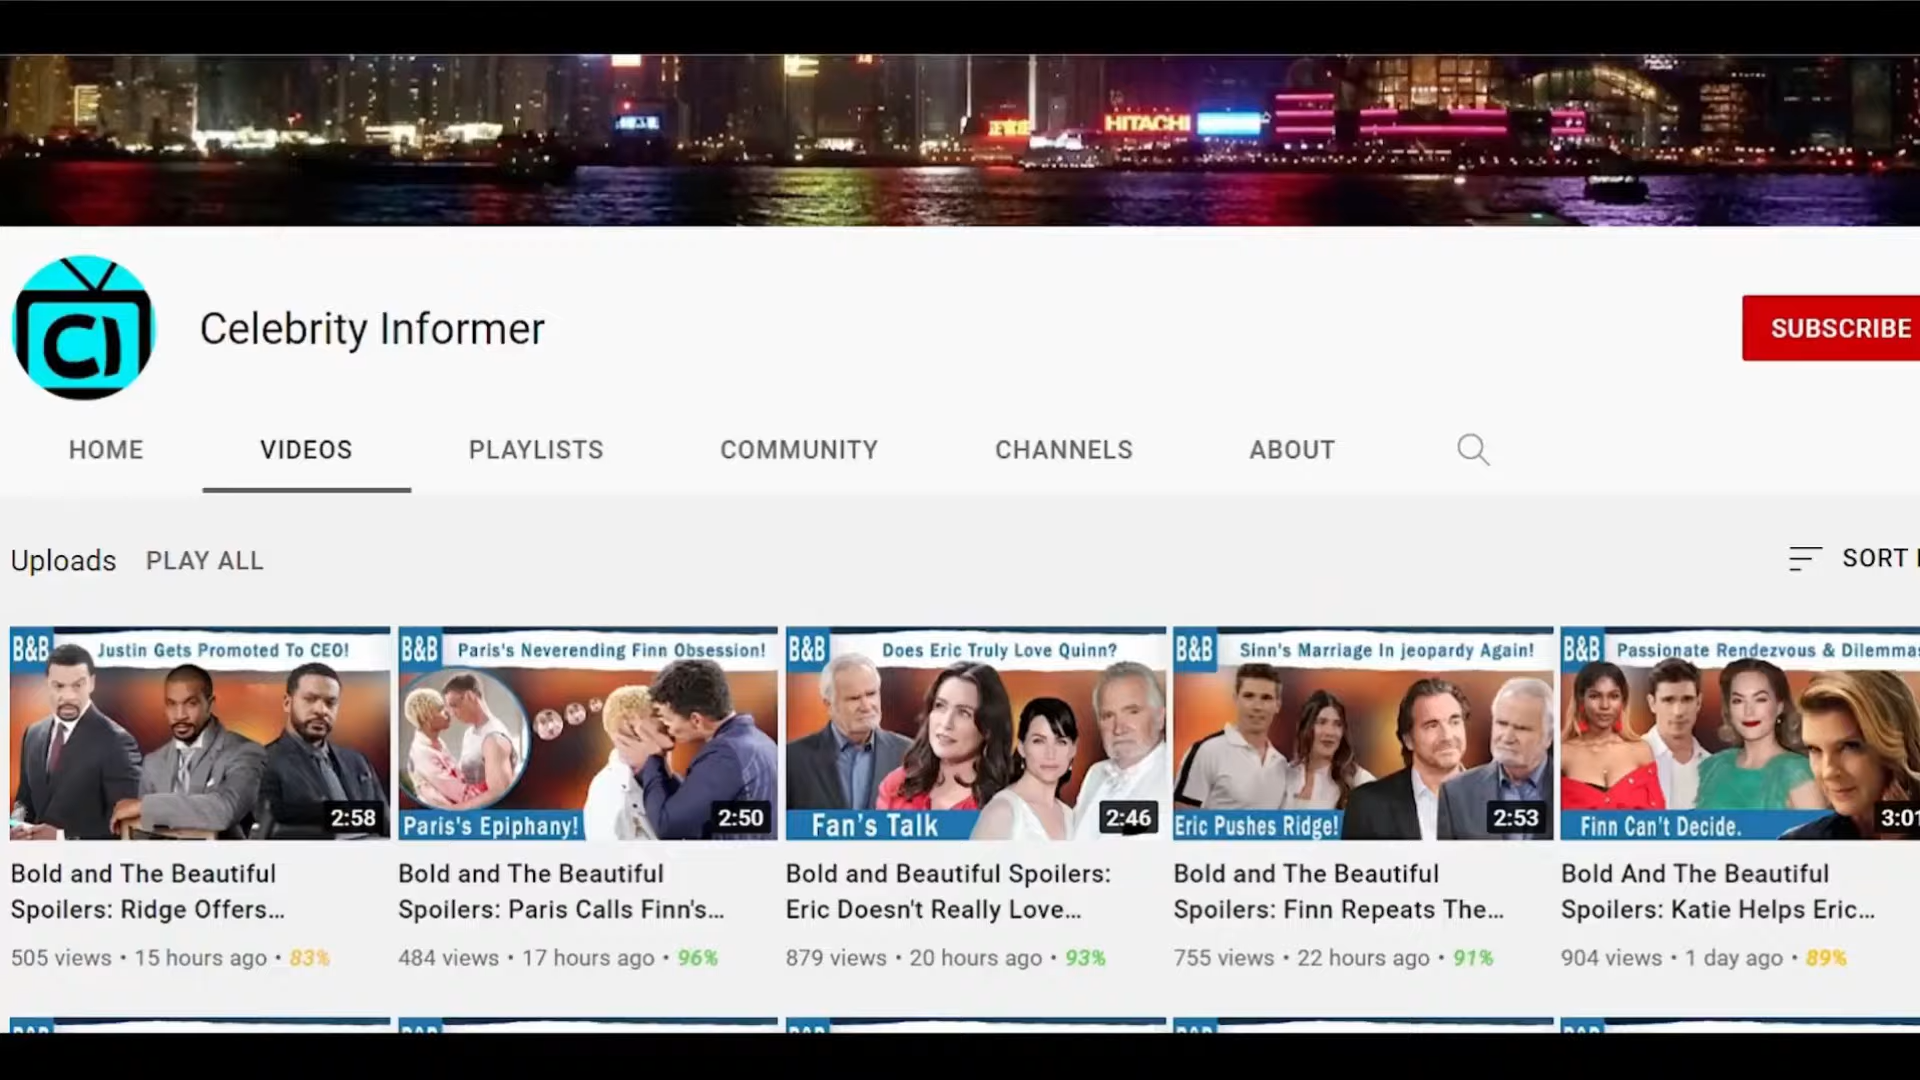 HITACHI
CI
Celebrity Informer
SUBSCRIBE
HOME
VIDEOS
PLAYLISTS
COMMUNITY
CHANNELS
ABOUT
Uploads
PLAY ALL
SORT
B&B
Justin Gets Promoted To CEO!
2:58
B&B
Paris's Neverending Finn Obsession!
Paris's Epiphany!
2:50
B&B
Does Eric Truly Love Quinn?
Fan's Talk
2:46
B&B
Sinn's Marriage In jeopardy Again!
Eric Pushes Ridge!
2:53
B&B
Passionate Rendezvous & Dilemmas
Finn Can't Decide.
3:01
Bold and The Beautiful
Spoilers: Ridge Offers...
505 views • 15 hours ago • 83%
Bold and The Beautiful
Spoilers: Paris Calls Finn's...
484 views • 17 hours ago • 96%
Bold and Beautiful Spoilers:
Eric Doesn't Really Love...
879 views • 20 hours ago • 93%
Bold and The Beautiful
Spoilers: Finn Repeats The...
755 views • 22 hours ago • 91%
Bold And The Beautiful
Spoilers: Katie Helps Eric...
904 views • 1 day ago • 89%